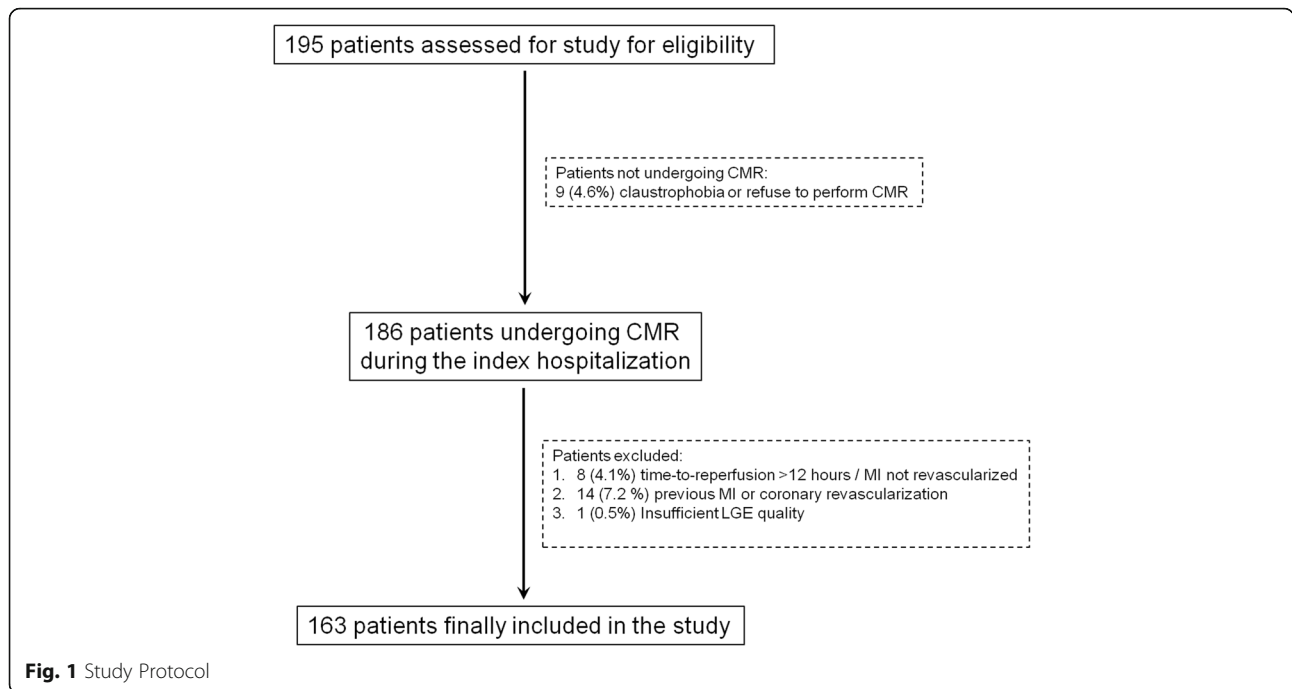 195 patients assessed for study for eligibility
Patients not undergoing CMR:
9 (4.6%) claustrophobia or refuse to perform CMR
186 patients undergoing CMR
during the index hospitalization
Patients excluded:
1. 8 (4.1%) time-to-reperfusion >12 hours / MI not revascularized
2. 14 (7.2 %) previous MI or coronary revascularization
3. 1 (0.5%) Insufficient LGE quality
163 patients finally included in the study
Fig. 1 Study Protocol